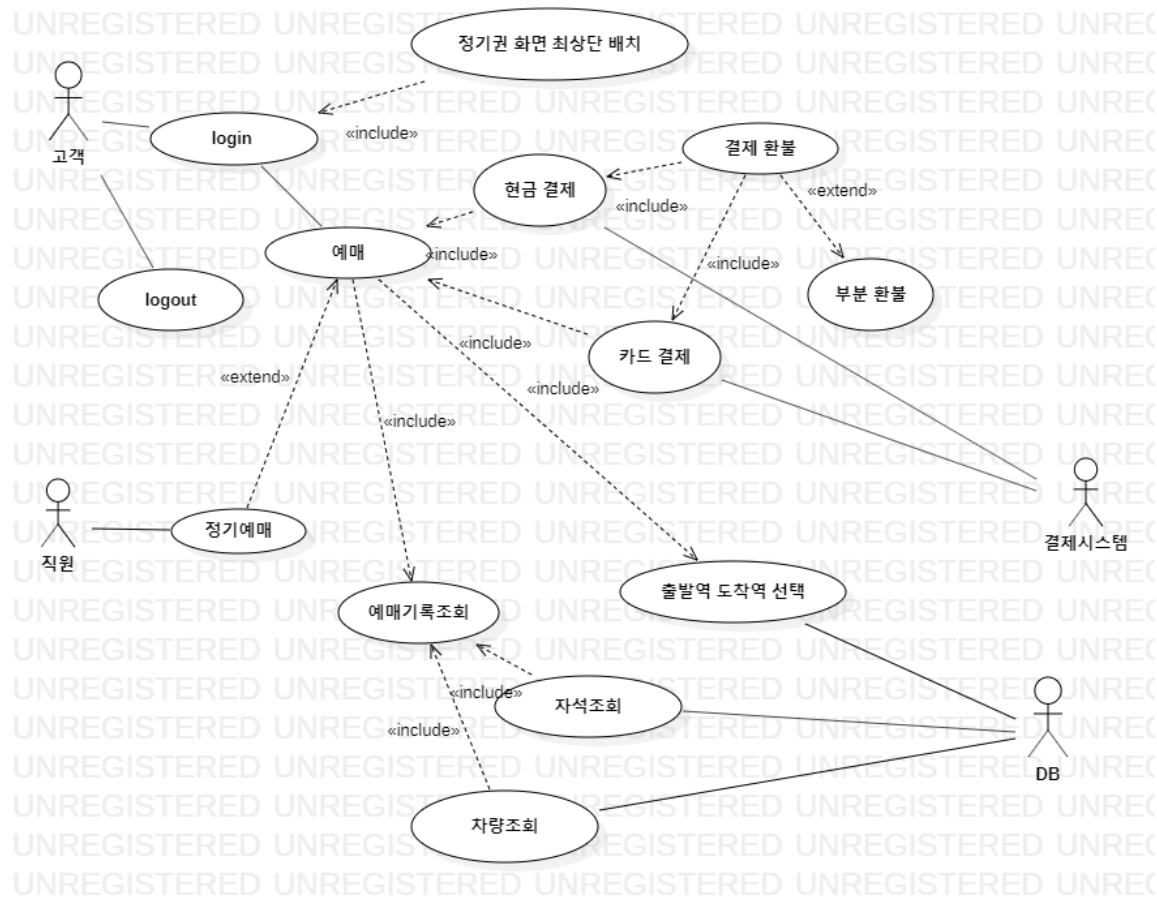 정기권 화면 최상단 배치
고객
login
«include»
결제 환불
현금 결제
«extend»
«include»
예매
«include»
«include»
logout
부분 환불
카드 결제
«include»
«extend»
«include»
«include»
직원
정기예매
결제시스템
예매기록조회
출발역 도착역 선택
«include»
자석조회
«include»
DB
차량조회
UNREGISTERED UNREGISTERED UNREGISTERED UNREGISTERED